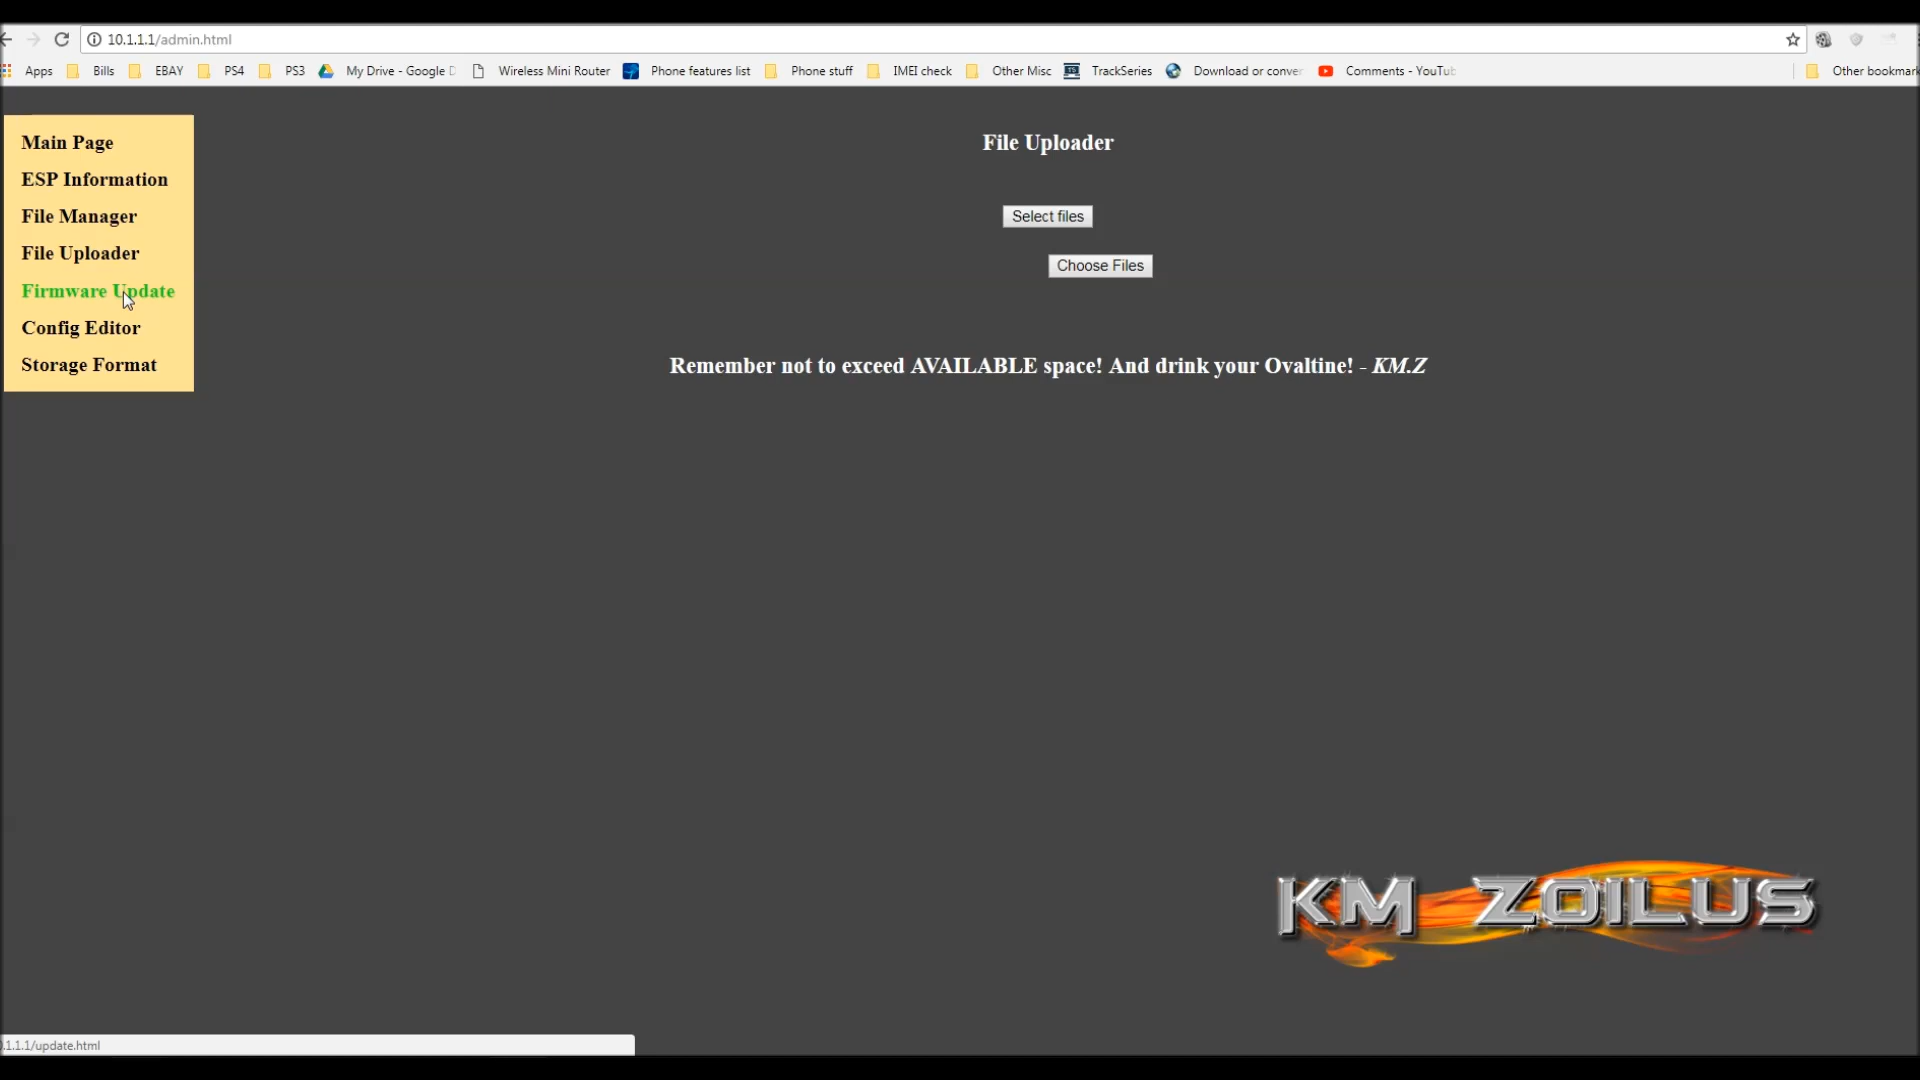 10.1.1.1/admin.html
Apps Bills EBAY PS4 PS3 My Drive - Google D Wireless Mini Router Phone features list Phone stuff IMEI check Other Misc TrackSeries Download or conver Comments - YouTub Other bookmark
Main Page
ESP Information
File Manager
File Uploader
Firmware Update
Config Editor
Storage Format
File Uploader
Select files
Choose Files
Remember not to exceed AVAILABLE space! And drink your Ovaltine! - KM.Z
KM ZOILUS
.1.1.1/update.html